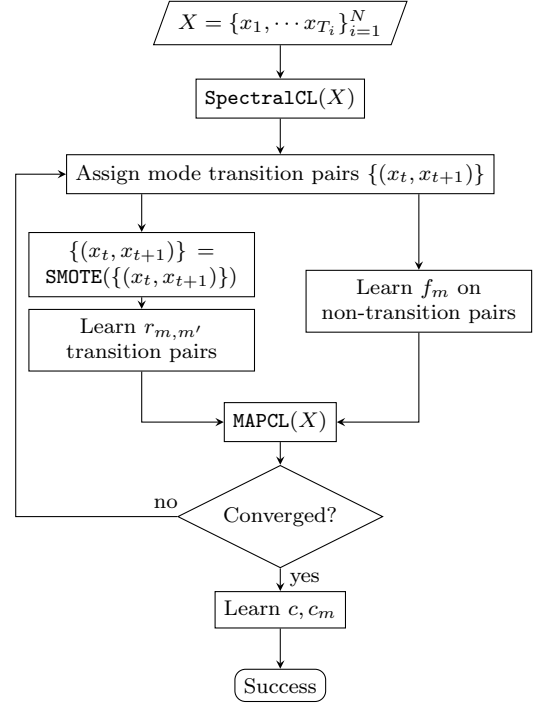 X = {x₁, ⋯ x_{T_i}}_{i=1}^{N}
SpectralCL(X)
Assign mode transition pairs {(x_t, x_{t+1})}
{(x_t, x_{t+1})} =
SMOTE({(x_t, x_{t+1})})
Learn r_{m,m′}
transition pairs
Learn f_m on
non-transition pairs
MAPCL(X)
no
Converged?
yes
Learn c, c_m
Success